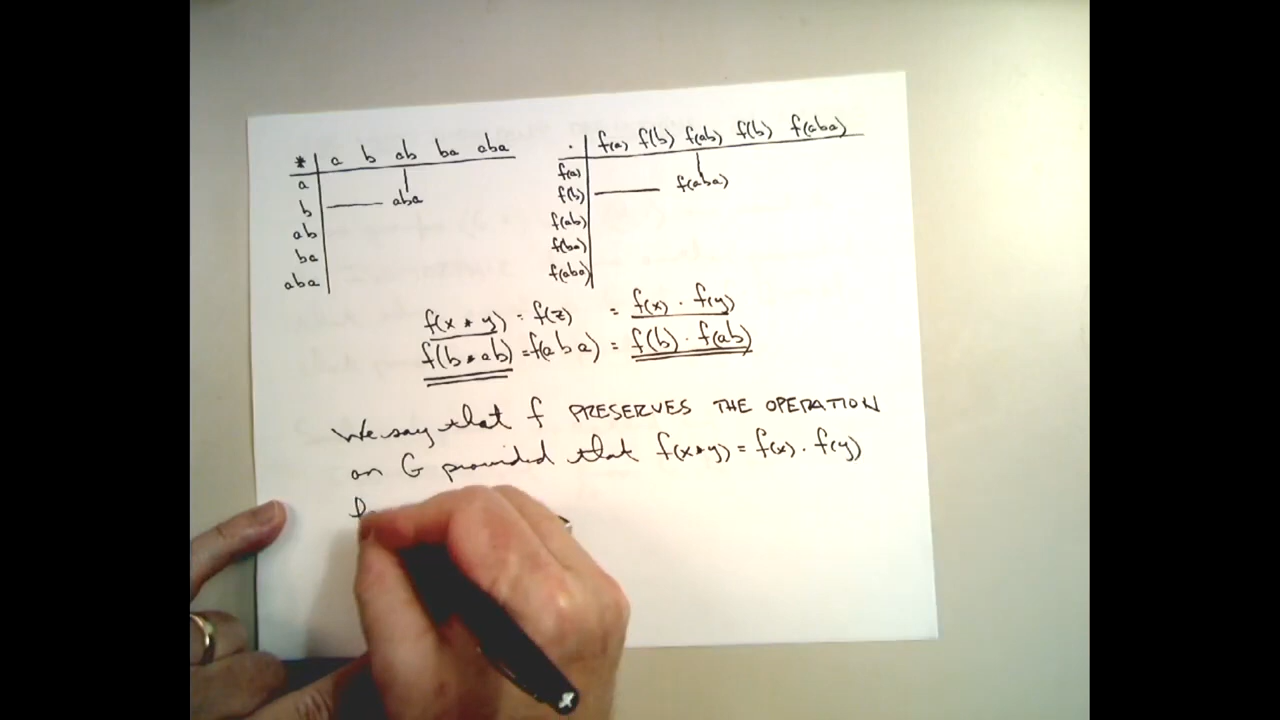 * a b ab ba aba
· f(a) f(b) f(ab) f(b) f(aba)
a
b aba
ab
ba
aba
f(a)
f(b) f(aba)
f(ab)
f(ba)
f(aba)
f(x * y) = f(z) = f(x) · f(y)
f(b * ab) = f(aba) = f(b) · f(ab)
We say that f PRESERVES THE OPERATION
on G provided that f(x*y) = f(x) · f(y)